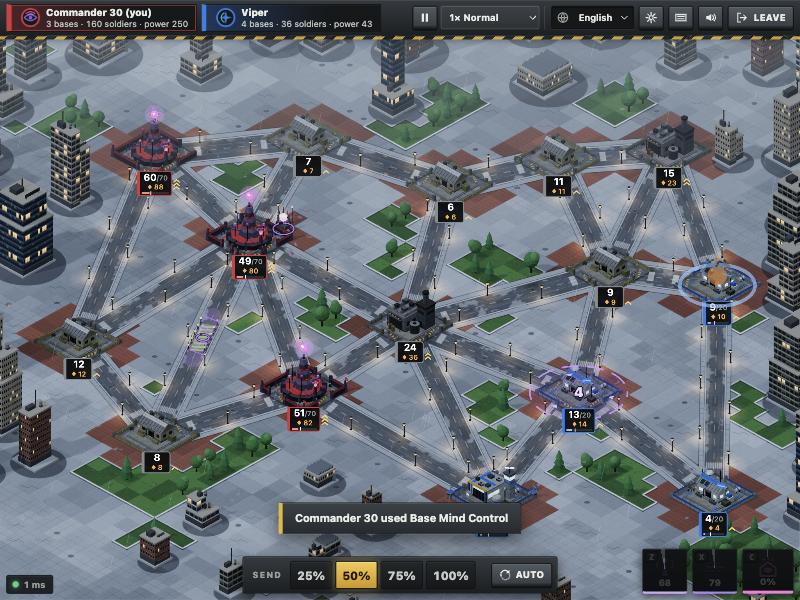 Commander 30 (you)
3 bases · 160 soldiers · power 250
Viper
4 bases · 36 soldiers · power 43
1x Normal
English
LEAVE
60/70
88
7
7
6
6
11
11
15
23
49/70
80
9
9
9/20
10
12
12
24
36
51/70
82
4
13/20
14
8
8
4/20
4
Commander 30 used Base Mind Control
SEND
25%
50%
75%
100%
AUTO
1 ms
Z
68
X
79
C
0%